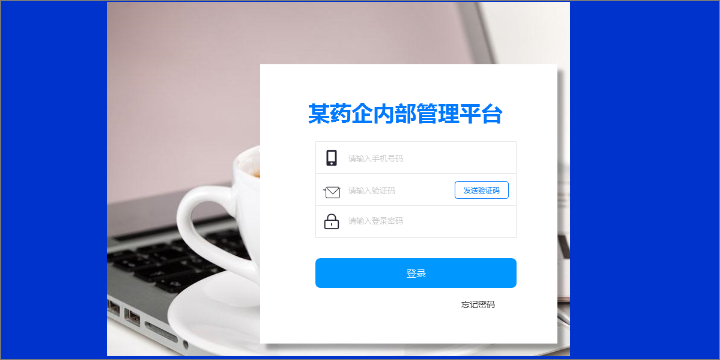 某药企内部管理平台
请输入手机号码
请输入验证码
发送验证码
请输入登录密码
登录
忘记密码